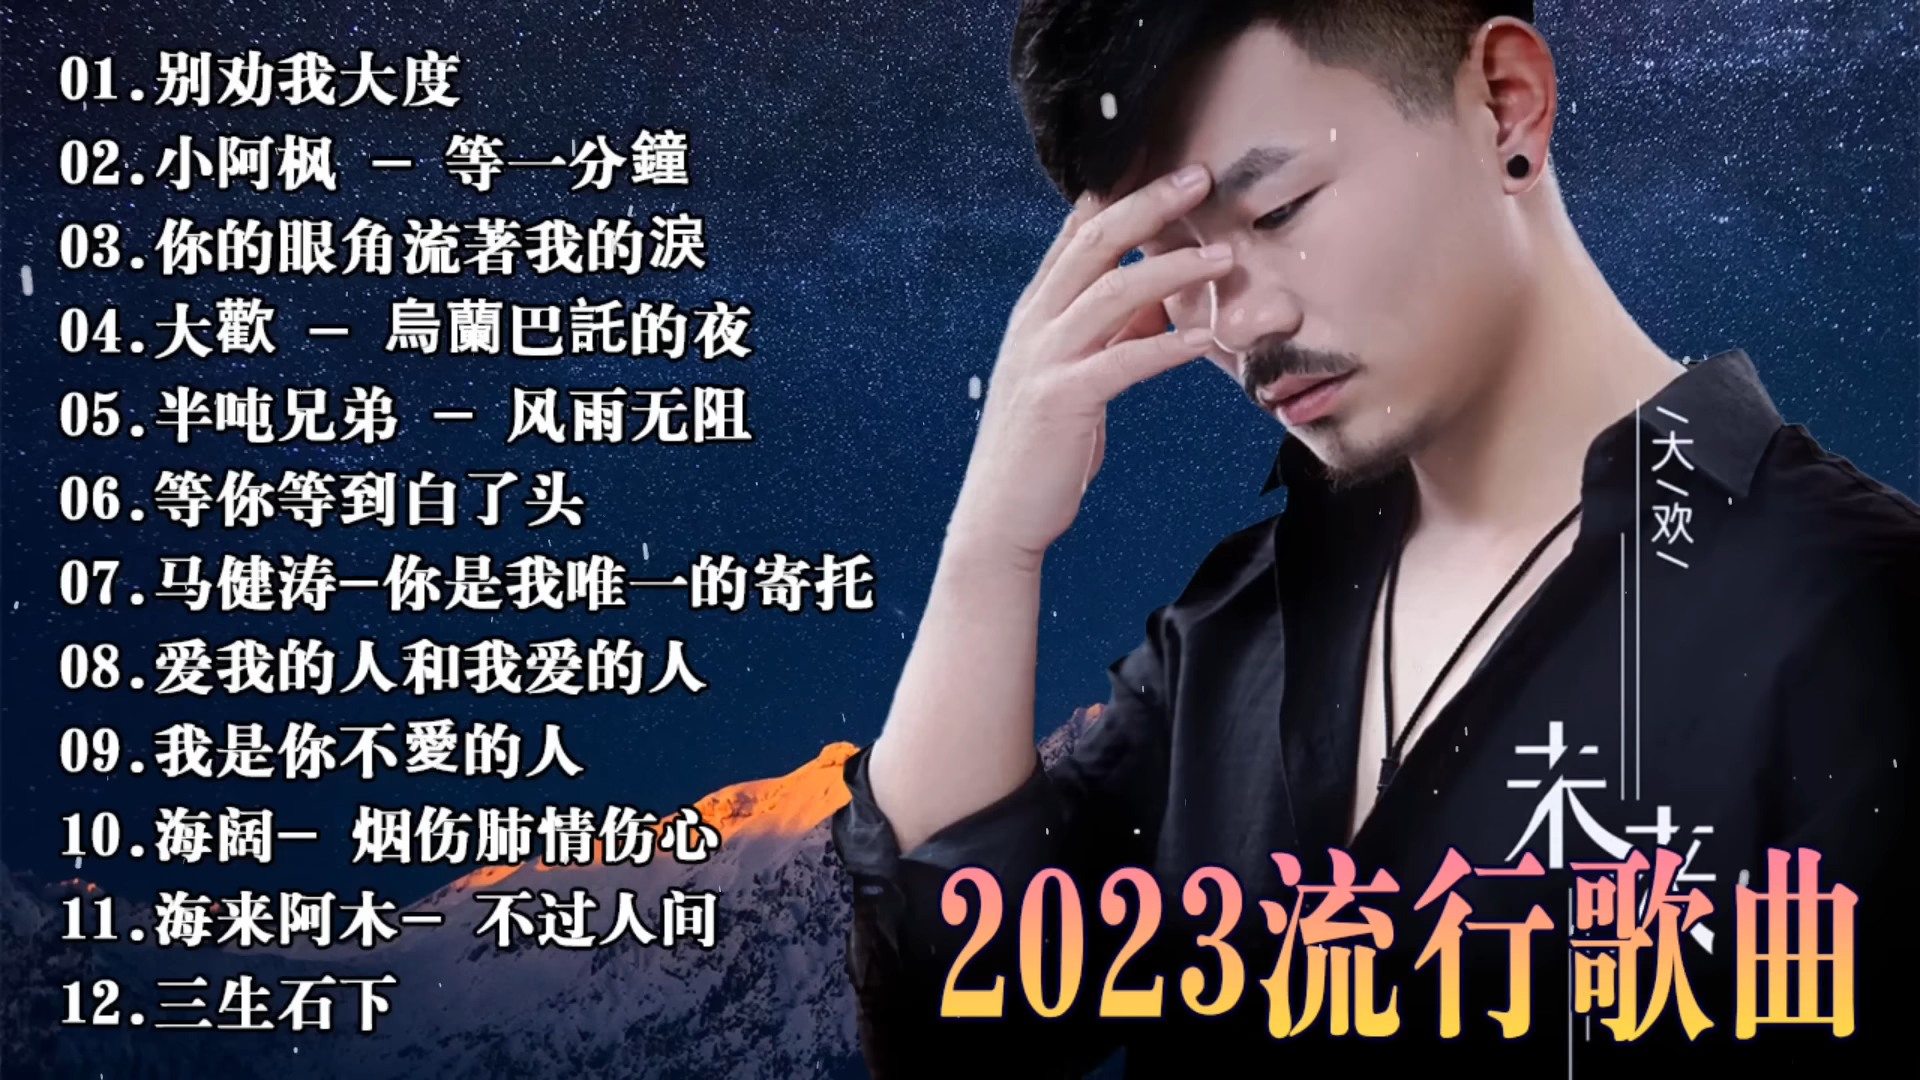 01.别劝我大度
02.小阿枫 - 等一分鐘
03.你的眼角流著我的淚
04.大歡 - 烏蘭巴託的夜
05.半吨兄弟 - 风雨无阻
06.等你等到白了头
07.马健涛-你是我唯一的寄托
08.爱我的人和我爱的人
09.我是你不愛的人
10.海阔- 烟伤肺情伤心
11.海来阿木- 不过人间
12.三生石下
大欢
2023流行歌曲